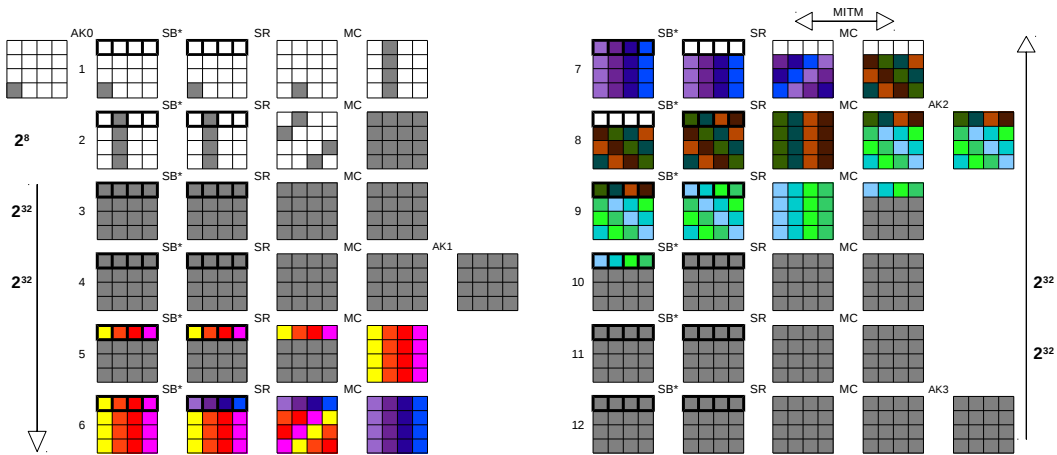 MITM
AK0 SB* SR MC
1
SB* SR MC
2
2⁸
SB* SR MC
3
2³²
SB* SR MC AK1
4
2³²
SB* SR MC
5
SB* SR MC
6
SB* SR MC
7
SB* SR MC AK2
8
SB* SR MC
9
SB* SR MC
10
2³²
SB* SR MC
11
2³²
SB* SR MC AK3
12